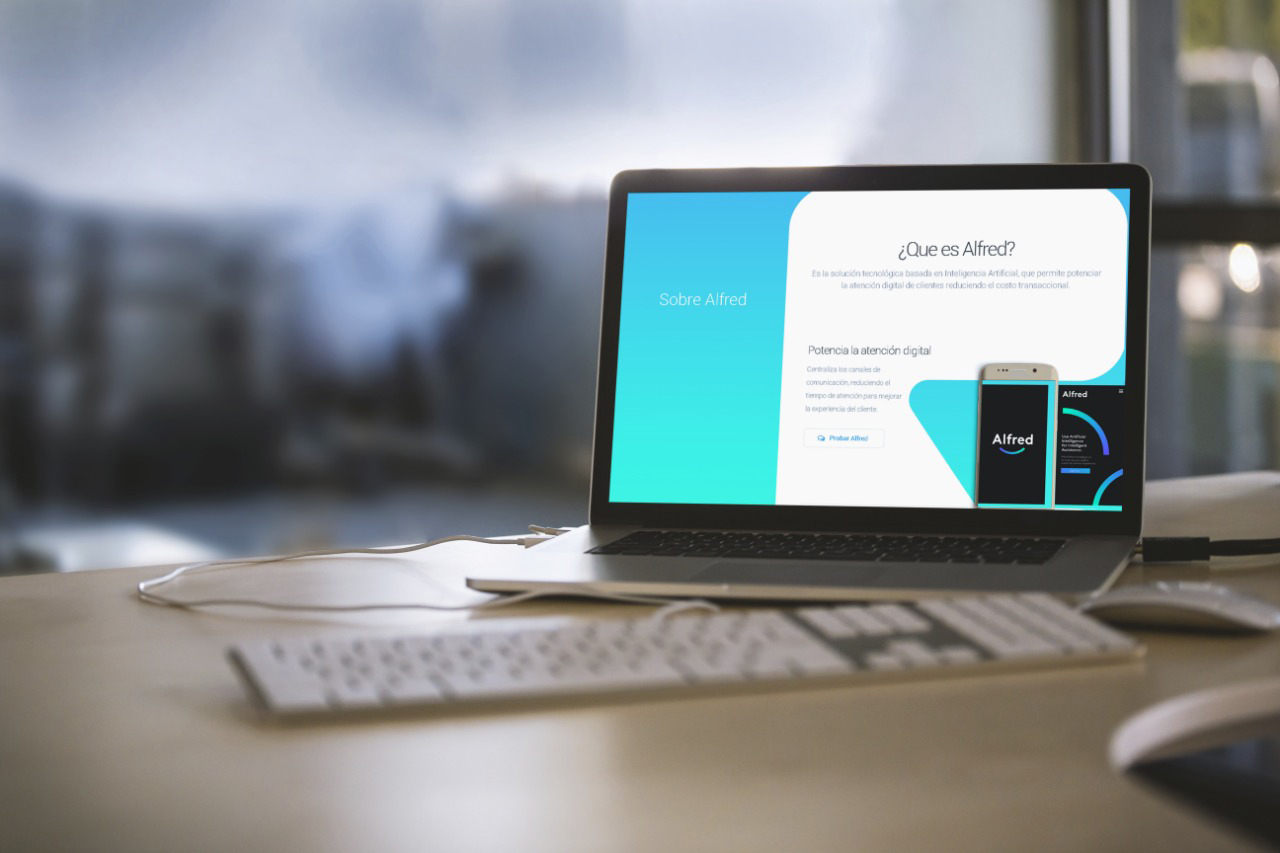 Sobre Alfred
¿Que es Alfred?
Es la solución tecnológica basada en Inteligencia Artificial, que permite potenciar
la atención digital de clientes reduciendo el costo transaccional.
Potencia la atención digital
Centraliza los canales de
comunicación, reduciendo el
tiempo de atención para mejorar
la experiencia del cliente.
Probar Alfred
Alfred
Alfred
Use Artificial
Intelligence
for Intelligent
Assistance